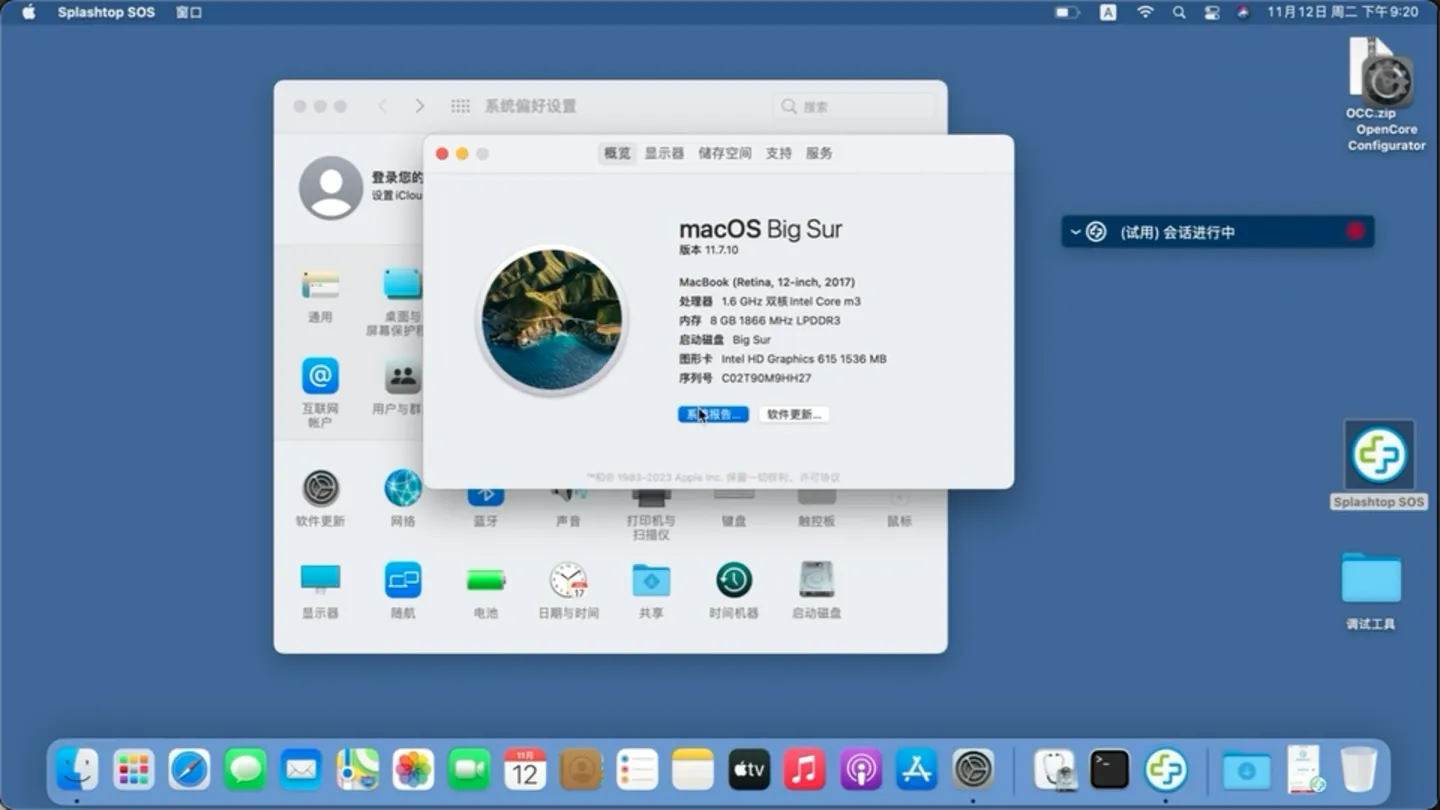 Splashtop SOS 窗口
A
11月12日 周二 下午9:20
OCC.zip
OpenCore
Configurator
系统偏好设置
搜索
概览 显示器 储存空间 支持 服务
登录您的
设置 iClou
macOS Big Sur
版本 11.7.10
(试用) 会话进行中
MacBook (Retina, 12-inch, 2017)
处理器 1.6 GHz 双核Intel Core m3
内存 8 GB 1866 MHz LPDDR3
启动磁盘 Big Sur
图形卡 Intel HD Graphics 615 1536 MB
序列号 C02T90M9HH27
系统报告... 软件更新...
™和© 1983-2023 Apple Inc. 保留一切权利。许可协议
通用 桌面与
屏幕保护程
互联网
帐户
用户与群
软件更新 网络 蓝牙 声音 打印机与
扫描仪
键盘 触控板 鼠标
显示器 随航 电池 日期与时间 共享 时间机器 启动磁盘
17
Splashtop SOS
调试工具
11月
12
tv